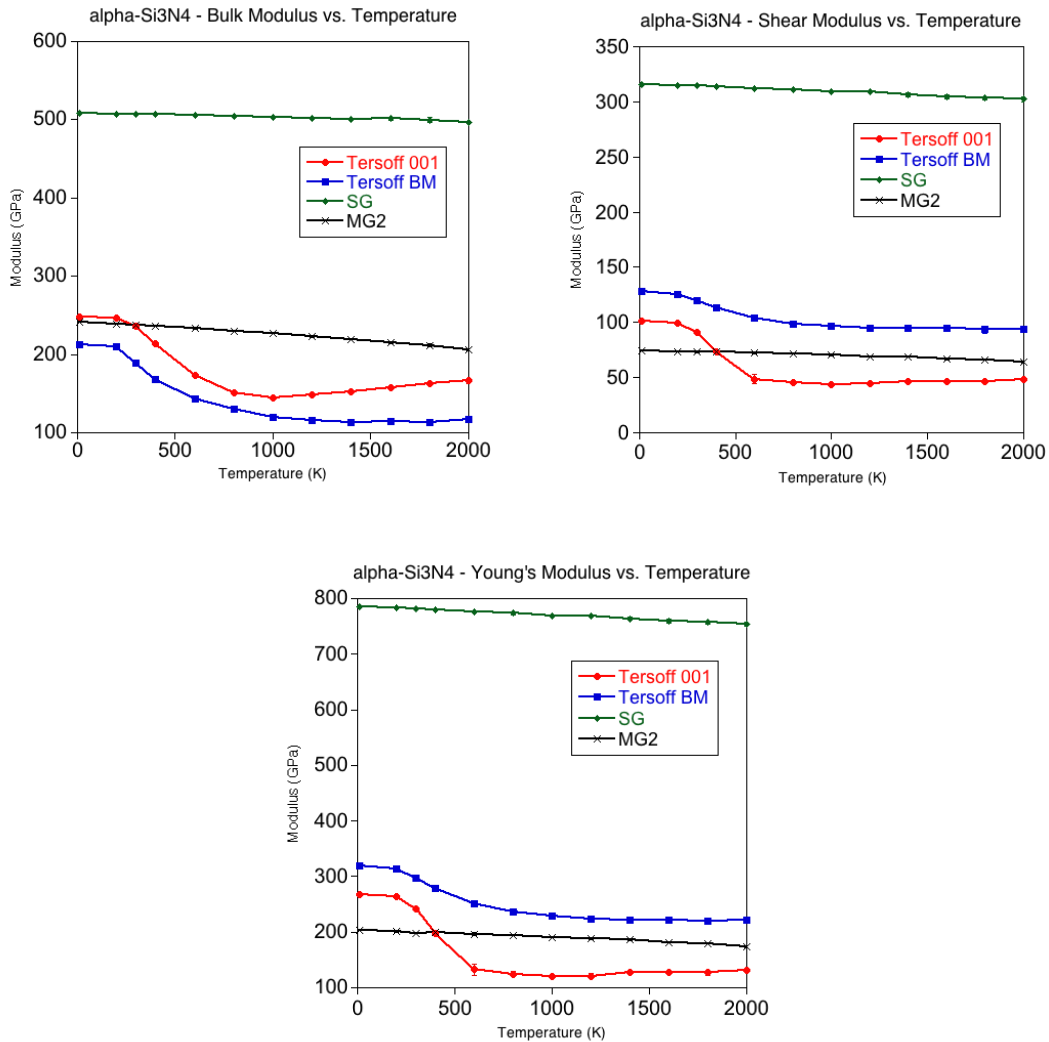 alpha-Si3N4 - Bulk Modulus vs. Temperature
600
500
400
300
200
100
Modulus (GPa)
Tersoff 001
Tersoff BM
SG
MG2
0 500 1000 1500 2000
Temperature (K)
alpha-Si3N4 - Shear Modulus vs. Temperature
350
300
250
200
150
100
50
0
Modulus (GPa)
Tersoff 001
Tersoff BM
SG
MG2
0 500 1000 1500 2000
Temperature (K)
alpha-Si3N4 - Young's Modulus vs. Temperature
800
700
600
500
400
300
200
100
Modulus (GPa)
Tersoff 001
Tersoff BM
SG
MG2
0 500 1000 1500 2000
Temperature (K)